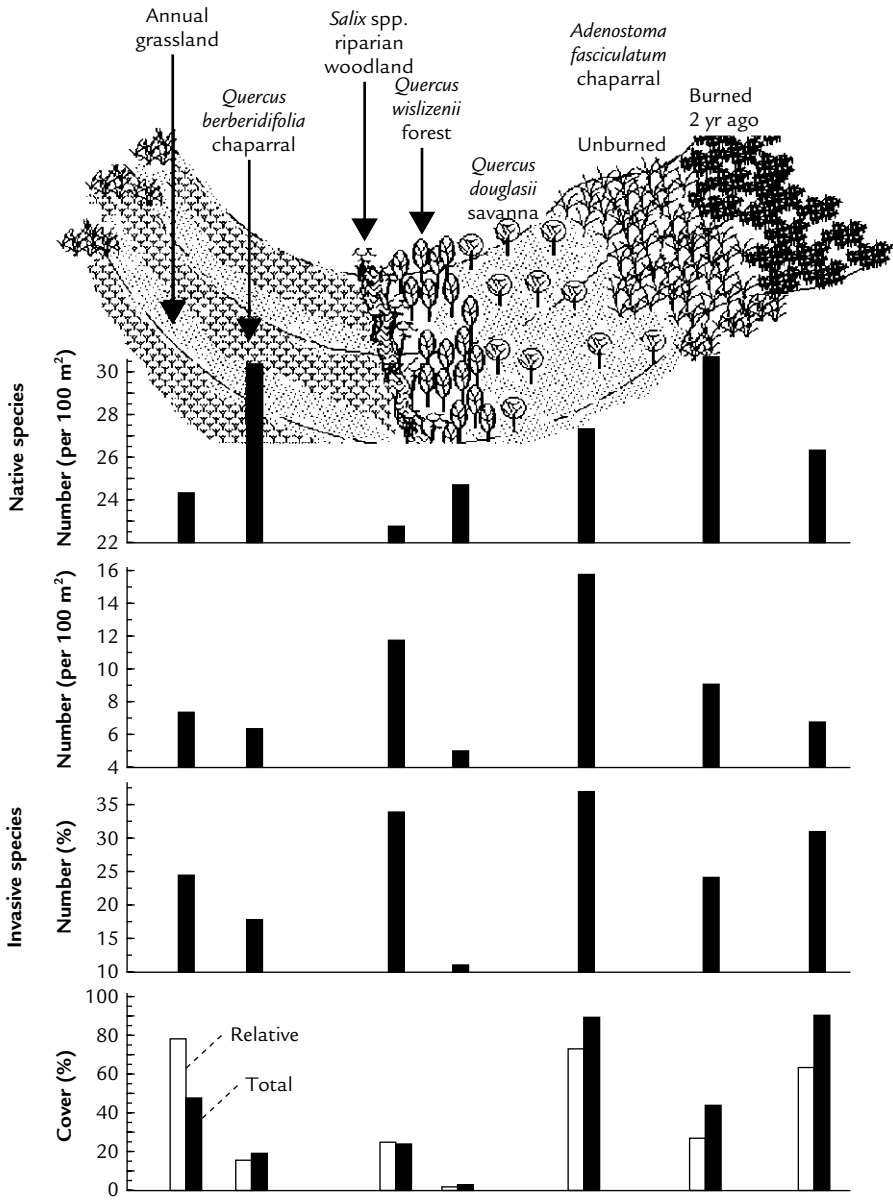 Annual
grassland
Quercus
berberidifolia
chaparral
Salix spp.
riparian
woodland
Quercus
wislizenii
forest
Quercus
douglasii
savanna
Adenostoma
fasciculatum
chaparral
Unburned
Burned
2 yr ago
Native species
Number (per 100 m²)
30
28
26
24
22
Invasive species
Number (per 100 m²)
16
14
12
10
8
6
4
Number (%)
35
30
25
20
15
10
Cover (%)
100
80
60
40
20
0
Relative
Total